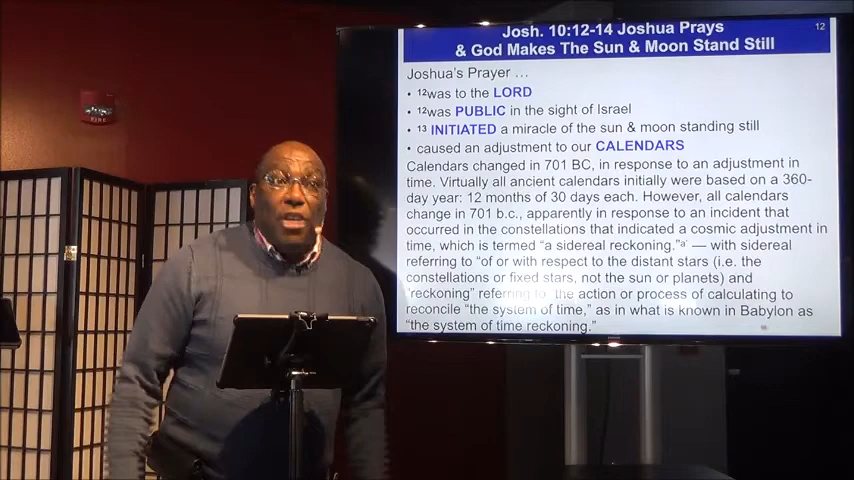 Josh. 10:12-14 Joshua Prays
& God Makes The Sun & Moon Stand Still
12
Joshua's Prayer …
• 12was to the LORD
• 12was PUBLIC in the sight of Israel
• 13 INITIATED a miracle of the sun & moon standing still
• caused an adjustment to our CALENDARS
Calendars changed in 701 BC, in response to an adjustment in
time. Virtually all ancient calendars initially were based on a 360-
day year: 12 months of 30 days each. However, all calendars
change in 701 b.c., apparently in response to an incident that
occurred in the constellations that indicated a cosmic adjustment in
time, which is termed "a sidereal reckoning."a' — with sidereal
referring to "of or with respect to the distant stars (i.e. the
constellations or fixed stars, not the sun or planets) and
"reckoning" referring to the action or process of calculating to
reconcile "the system of time," as in what is known in Babylon as
"the system of time reckoning."
FIRE